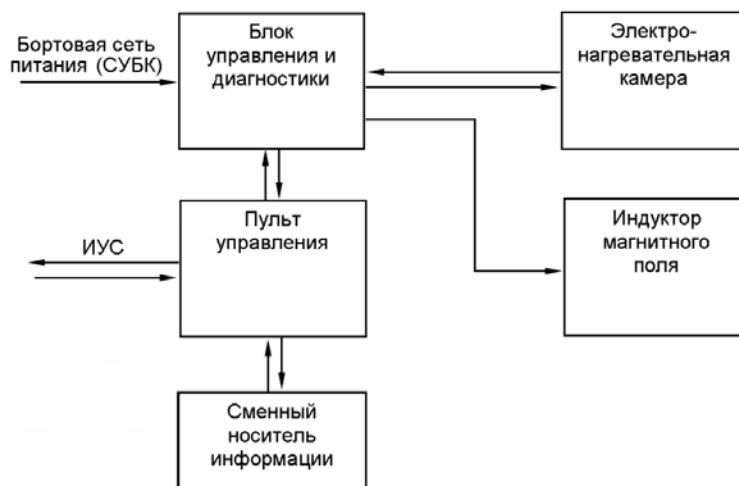 Бортовая сеть
питания (СУБК)
Блок
управления и
диагностики
Электро-
нагревательная
камера
ИУС
Пульт
управления
Индуктор
магнитного
поля
Сменный
носитель
информации